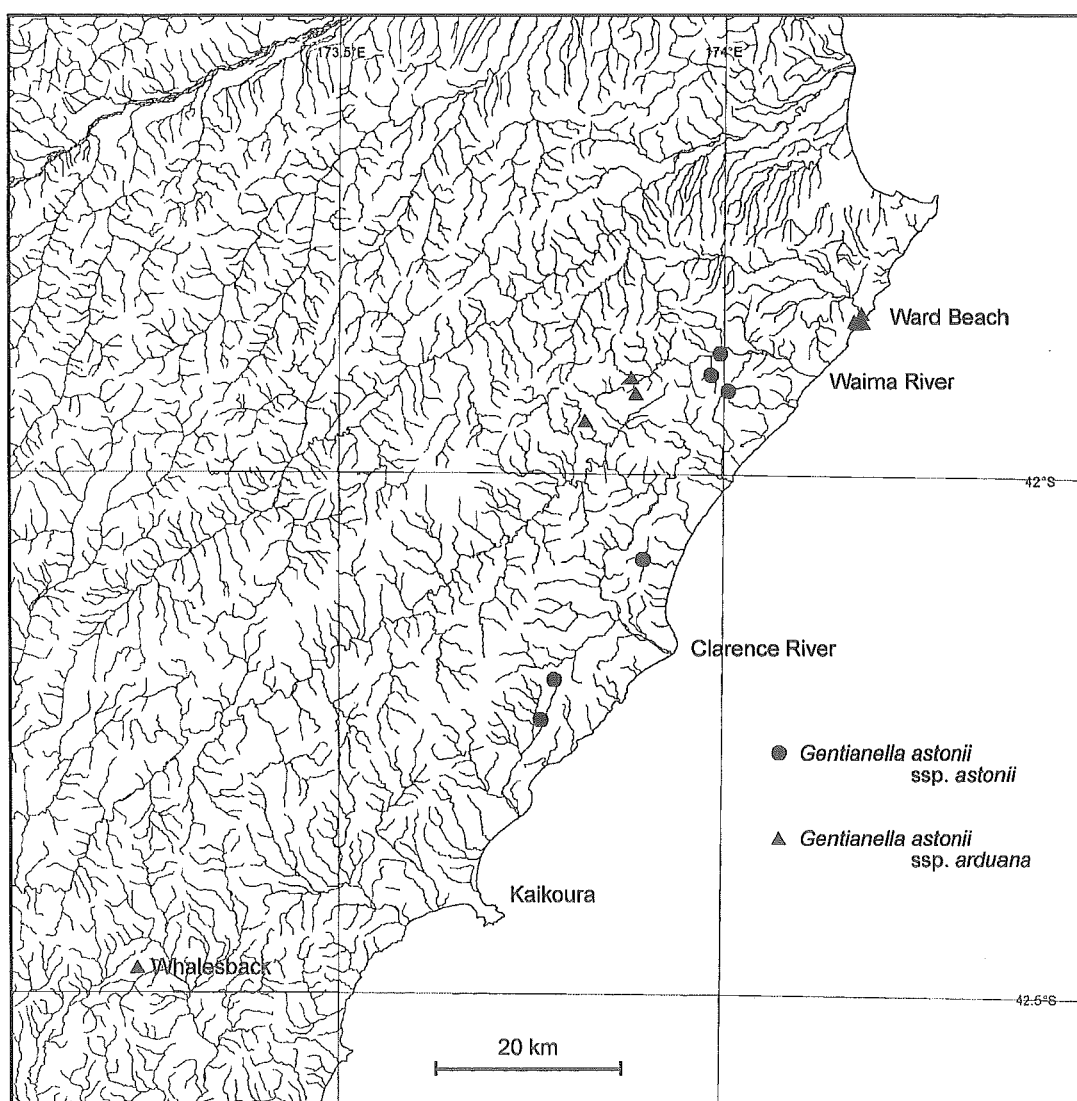 173.5°E
174°E
Ward Beach
Waima River
42°S
Clarence River
Gentianella astonii
ssp. astonii
Gentianella astonii
ssp. arduana
Kaikoura
Whalesback
42.5°S
20 km